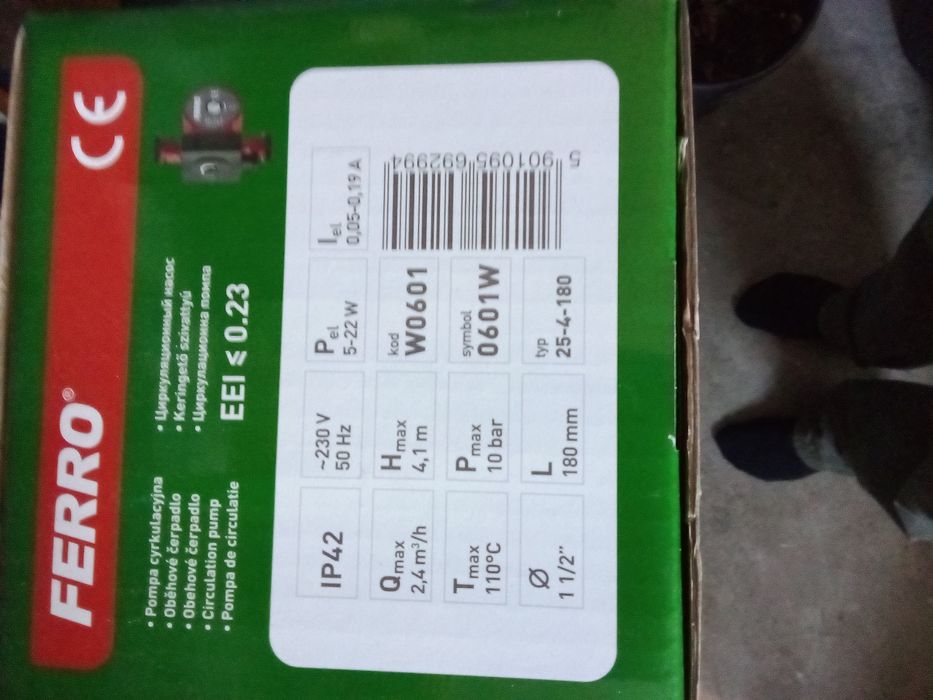 FERRO®
CE
• Pompa cyrkulacyjna
• Oběhové čerpadlo
• Obehové čerpadlo
• Circulation pump
• Pompa de circulatie
• Циркуляционный насос
• Keringető szivattyú
• Циркулационна помпа
EEI ≤ 0.23
IP42
~230 V
50 Hz
Pel
5-22 W
Iel
0,05-0,19 A
Qmax
2,4 m³/h
Hmax
4,1 m
kod
W0601
Tmax
110°C
Pmax
10 bar
symbol
0601W
Ø
1 1/2”
L
180 mm
typ
25-4-180
5 901095 692994